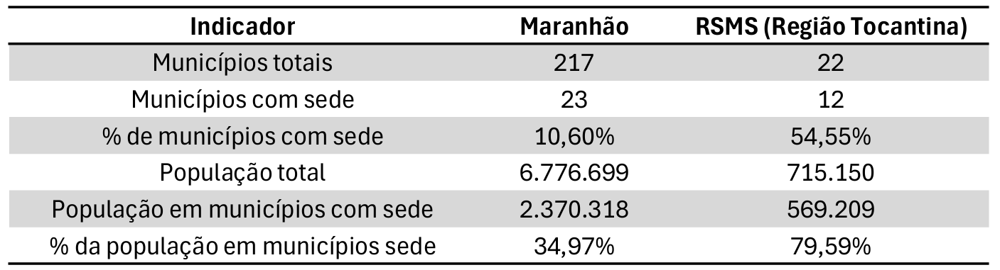 Indicador Maranhão RSMS (Região Tocantina)
Municípios totais 217 22
Municípios com sede 23 12
% de municípios com sede 10,60% 54,55%
População total 6.776.699 715.150
População em municípios com sede 2.370.318 569.209
% da população em municípios sede 34,97% 79,59%